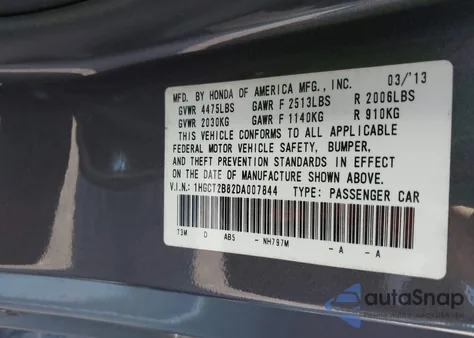 MFD. BY HONDA OF AMERICA MFG., INC. 03/'13
GVWR 4475LBS GAWR F 2513LBS R 2006LBS
GVWR 2030KG GAWR F 1140KG R 910KG
THIS VEHICLE CONFORMS TO ALL APPLICABLE
FEDERAL MOTOR VEHICLE SAFETY, BUMPER,
AND THEFT PREVENTION STANDARDS IN EFFECT
ON THE DATE OF MANUFACTURE SHOWN ABOVE.
V.I.N.: 1HGCT2B82DA007844 TYPE: PASSENGER CAR
T3M D AB5 - NH797M - A - A
autoSnap